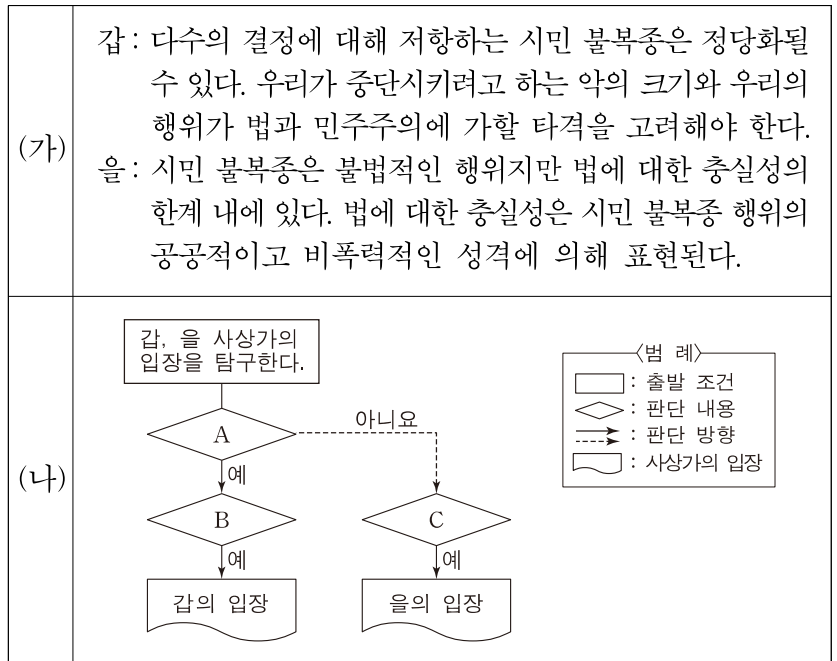 (가)
갑 : 다수의 결정에 대해 저항하는 시민 불복종은 정당화될
수 있다. 우리가 중단시키려고 하는 악의 크기와 우리의
행위가 법과 민주주의에 가할 타격을 고려해야 한다.
을 : 시민 불복종은 불법적인 행위지만 법에 대한 충실성의
한계 내에 있다. 법에 대한 충실성은 시민 불복종 행위의
공공적이고 비폭력적인 성격에 의해 표현된다.
(나)
갑, 을 사상가의
입장을 탐구한다.
A
아니요
예
B
C
예
예
갑의 입장
을의 입장
〈범 례〉
: 출발 조건
: 판단 내용
: 판단 방향
: 사상가의 입장